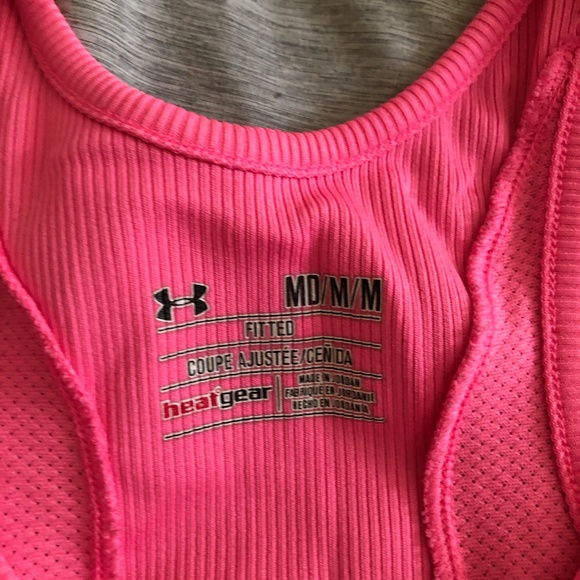 MD/M/M
FITTED
COUPE AJUSTÉE/CEÑIDA
heatgear
MADE IN JORDAN
FABRIQUÉ EN JORDANIE
HECHO EN JORDANIA